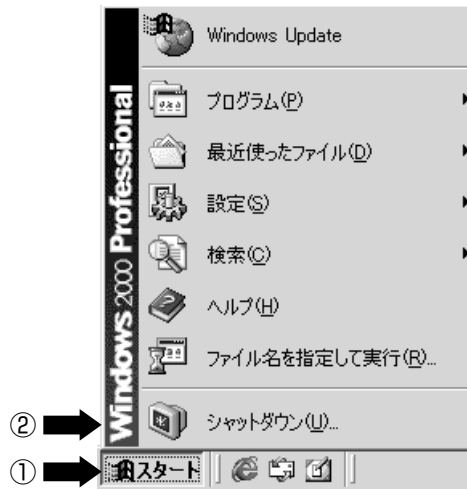 Windows 2000 Professional
Windows Update
プログラム(P)
最近使ったファイル(D)
設定(S)
検索(C)
ヘルプ(H)
ファイル名を指定して実行(R)...
② シャットダウン(U)...
① スタート